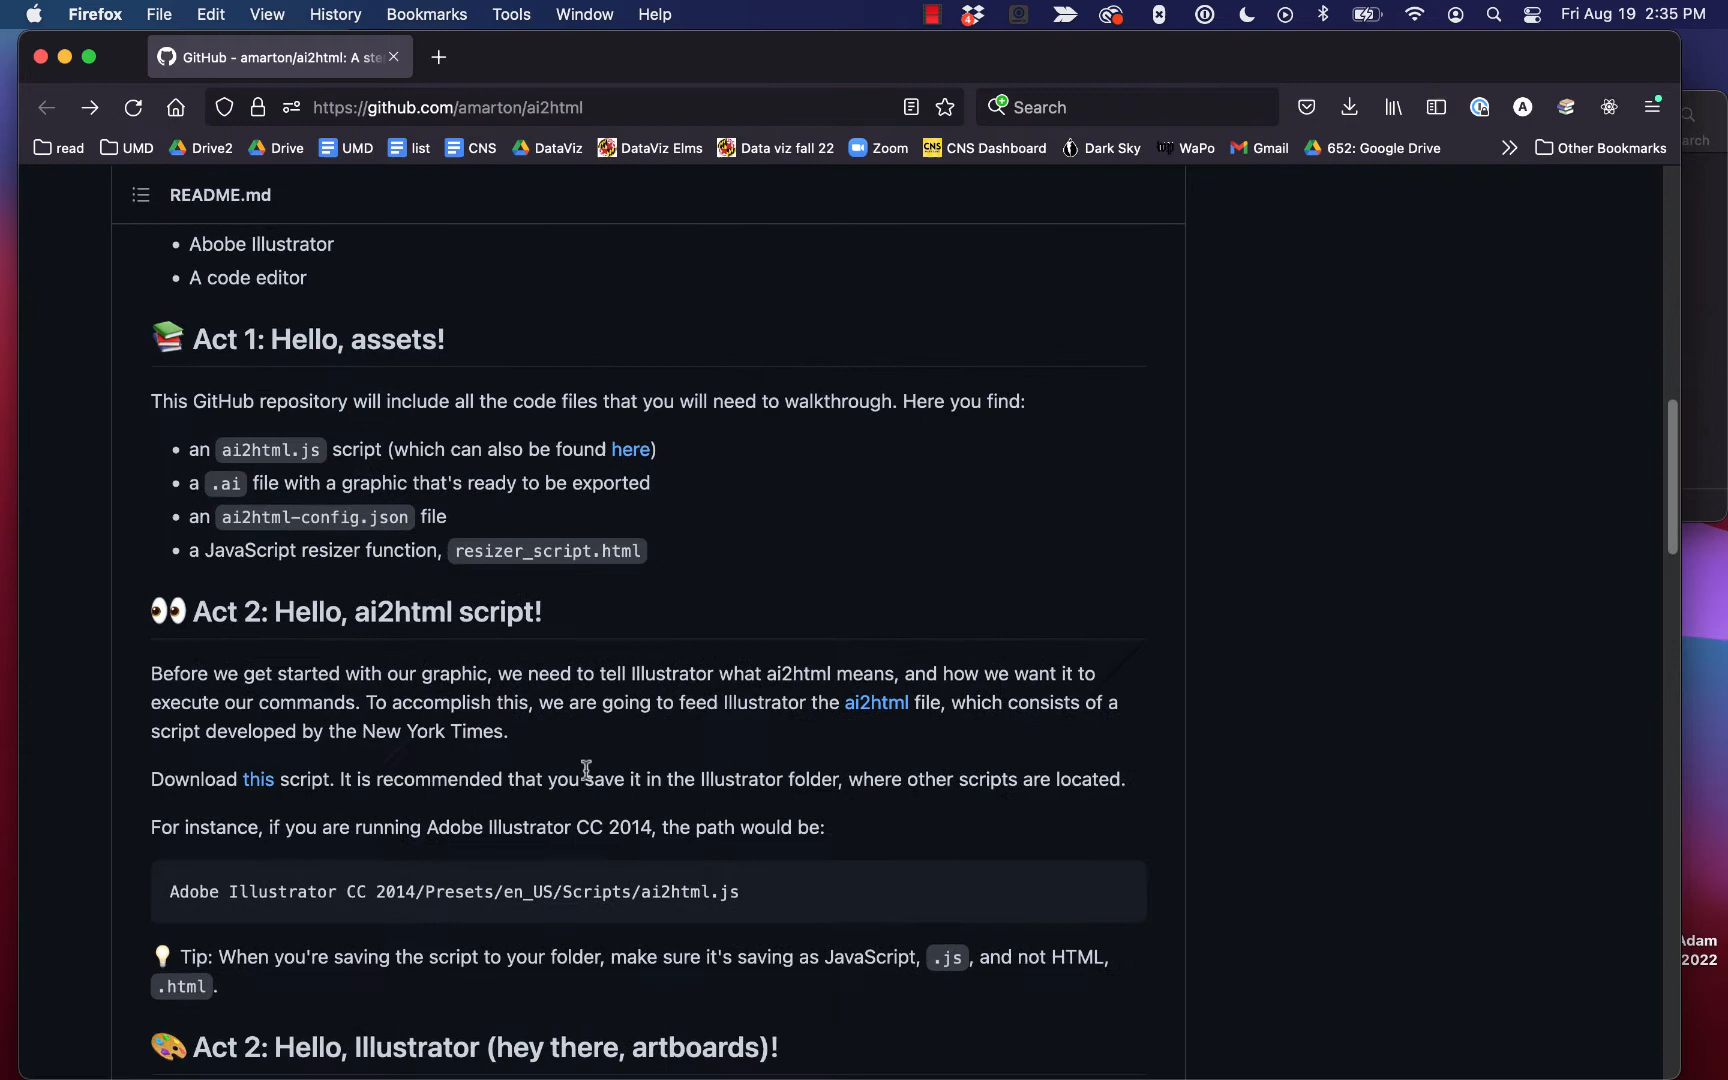 Firefox File Edit View History Bookmarks Tools Window Help Fri Aug 19 2:35 PM
4
GitHub - amarton/ai2html: A ste
https://github.com/amarton/ai2html
Search
read UMD Drive2 Drive UMD list CNS DataViz DataViz Elms Data viz fall 22 Zoom CNS Dashboard Dark Sky WaPo Gmail 652: Google Drive Other Bookmarks
README.md
• Abobe Illustrator
• A code editor
📚 Act 1: Hello, assets!
This GitHub repository will include all the code files that you will need to walkthrough. Here you find:
• an ai2html.js script (which can also be found here)
• a .ai file with a graphic that's ready to be exported
• an ai2html-config.json file
• a JavaScript resizer function, resizer_script.html
👀 Act 2: Hello, ai2html script!
Before we get started with our graphic, we need to tell Illustrator what ai2html means, and how we want it to
execute our commands. To accomplish this, we are going to feed Illustrator the ai2html file, which consists of a
script developed by the New York Times.
Download this script. It is recommended that you save it in the Illustrator folder, where other scripts are located.
For instance, if you are running Adobe Illustrator CC 2014, the path would be:
Adobe Illustrator CC 2014/Presets/en_US/Scripts/ai2html.js
💡 Tip: When you're saving the script to your folder, make sure it's saving as JavaScript, .js, and not HTML,
.html.
🎨 Act 2: Hello, Illustrator (hey there, artboards)!
Adam
2022